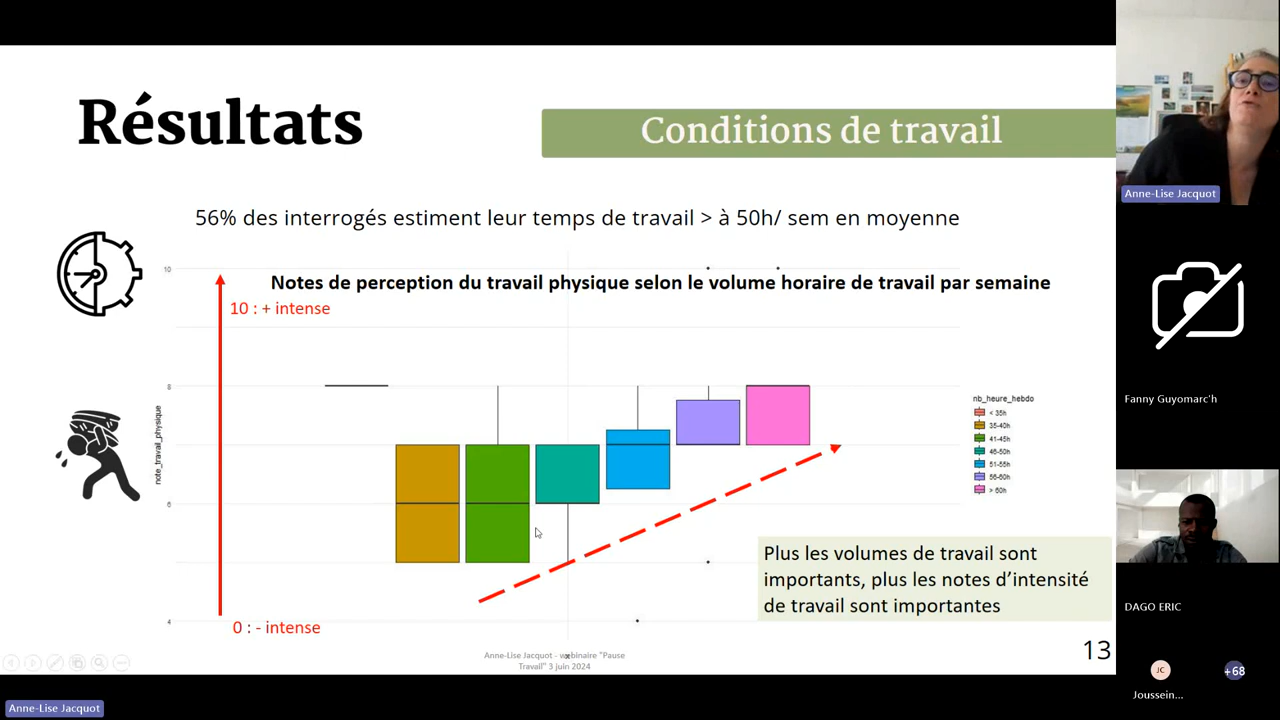 Résultats
Conditions de travail
56% des interrogés estiment leur temps de travail > à 50h/ sem en moyenne
Notes de perception du travail physique selon le volume horaire de travail par semaine
10 : + intense
10
8
6
4
note_travail_physique
0 : - intense
nb_heure_hebdo
< 35h
35-40h
41-45h
46-50h
51-55h
56-60h
> 60h
Plus les volumes de travail sont
importants, plus les notes d’intensité
de travail sont importantes
Anne-Lise Jacquot - webinaire "Pause
Travail" 3 juin 2024
13
Anne-Lise Jacquot
Anne-Lise Jacquot
Fanny Guyomarc'h
DAGO ERIC
JC
+68
Joussein...